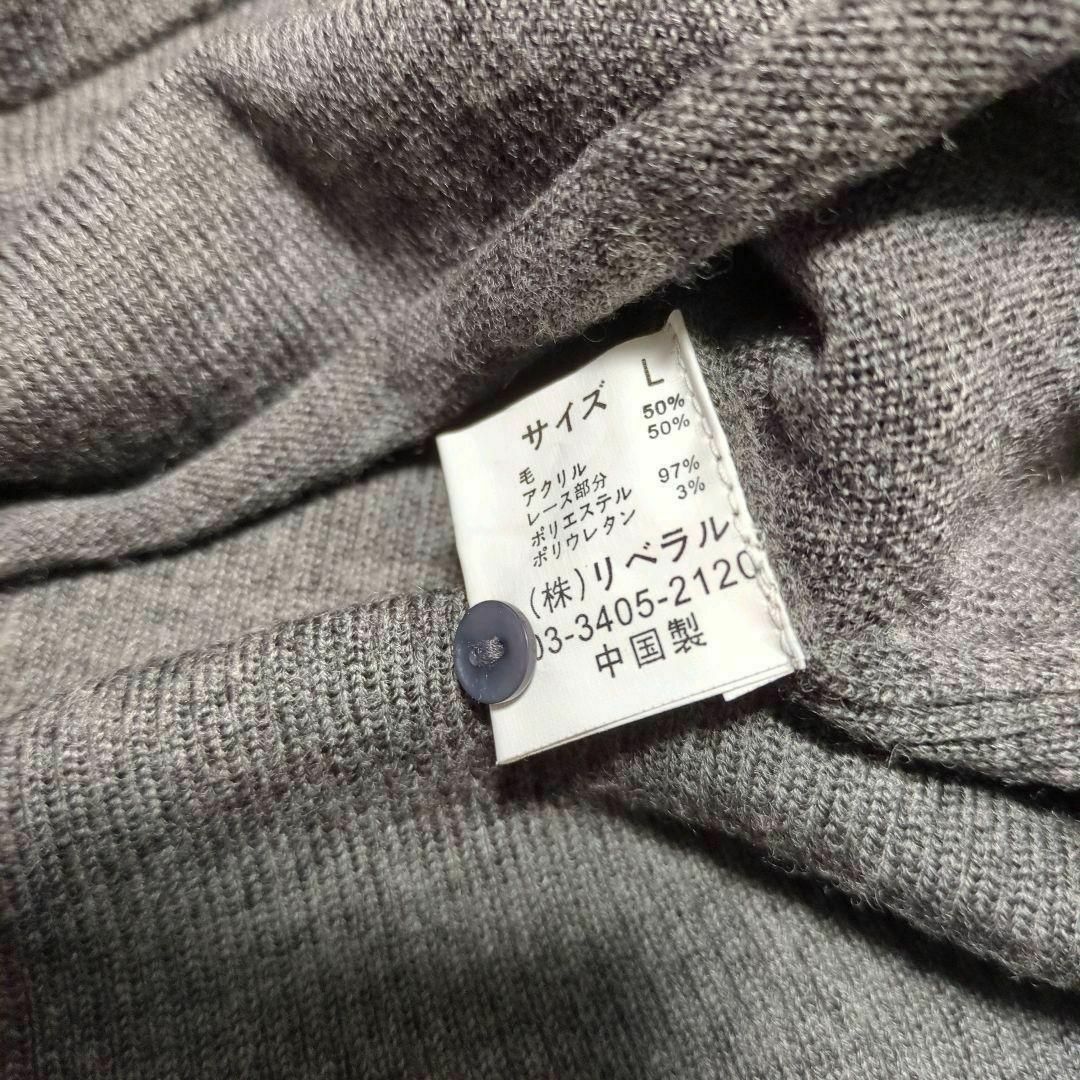 サイズ L
毛 50%
アクリル 50%
レース部分
ポリエステル 97%
ポリウレタン 3%
(株)リベラル
03-3405-2120
中国製